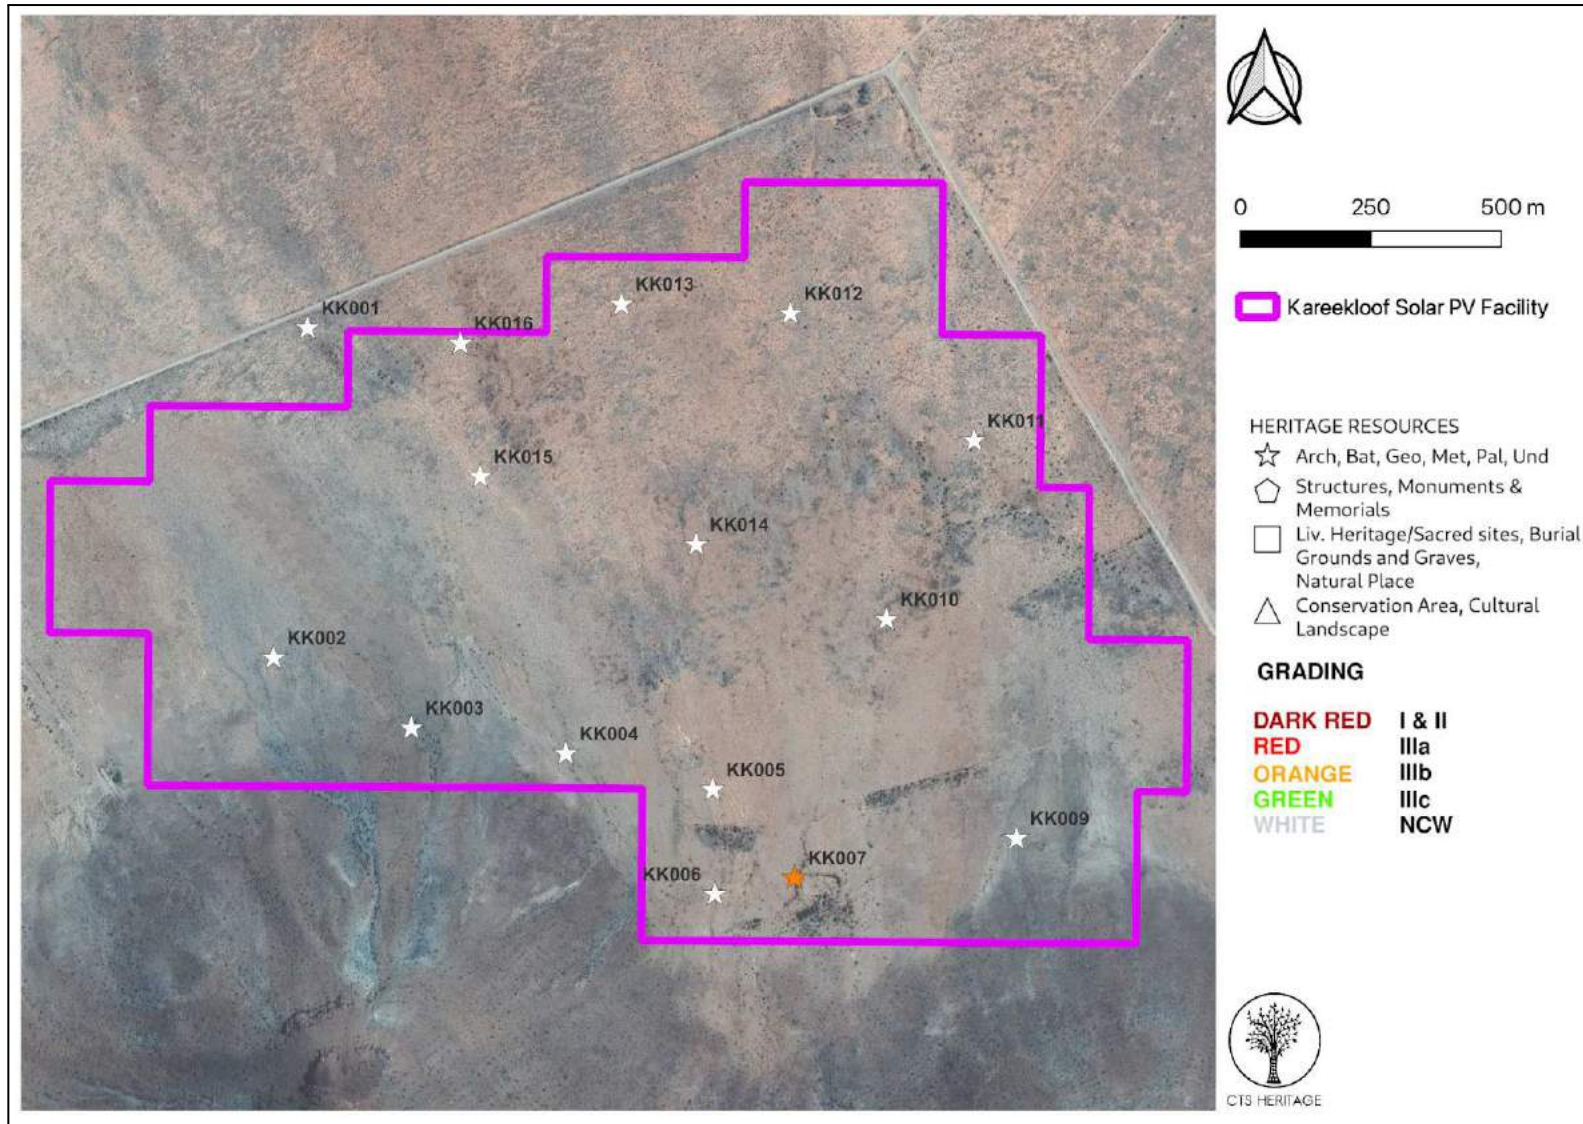 KK001
KK016
KK013
KK012
KK011
KK015
KK014
KK010
KK002
KK003
KK004
KK005
KK009
KK007
KK006
0 250 500 m
Kareekloof Solar PV Facility
HERITAGE RESOURCES
Arch, Bat, Geo, Met, Pal, Und
Structures, Monuments &
Memorials
Liv. Heritage/Sacred sites, Burial
Grounds and Graves,
Natural Place
Conservation Area, Cultural
Landscape
GRADING
DARK RED I & II
RED IIIa
ORANGE IIIb
GREEN IIIc
WHITE NCW
CTS HERITAGE